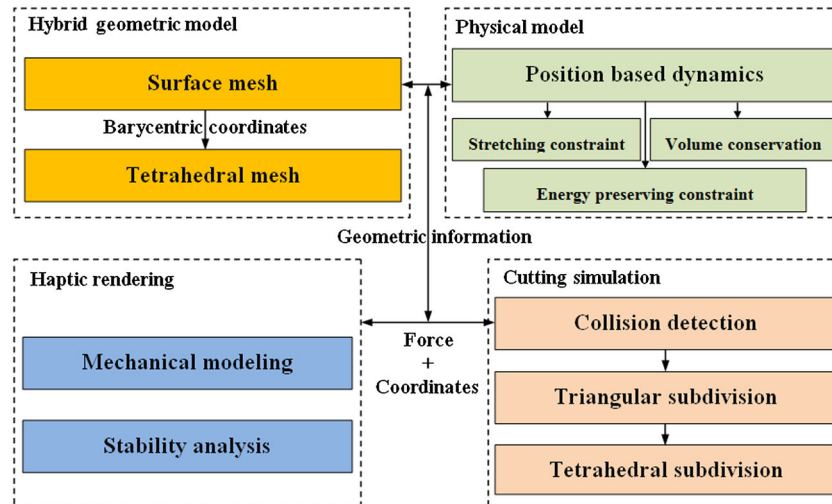 Hybrid geometric model
Surface mesh
Barycentric coordinates
Tetrahedral mesh
Physical model
Position based dynamics
Stretching constraint
Volume conservation
Energy preserving constraint
Geometric information
Haptic rendering
Mechanical modeling
Stability analysis
Force
+
Coordinates
Cutting simulation
Collision detection
Triangular subdivision
Tetrahedral subdivision